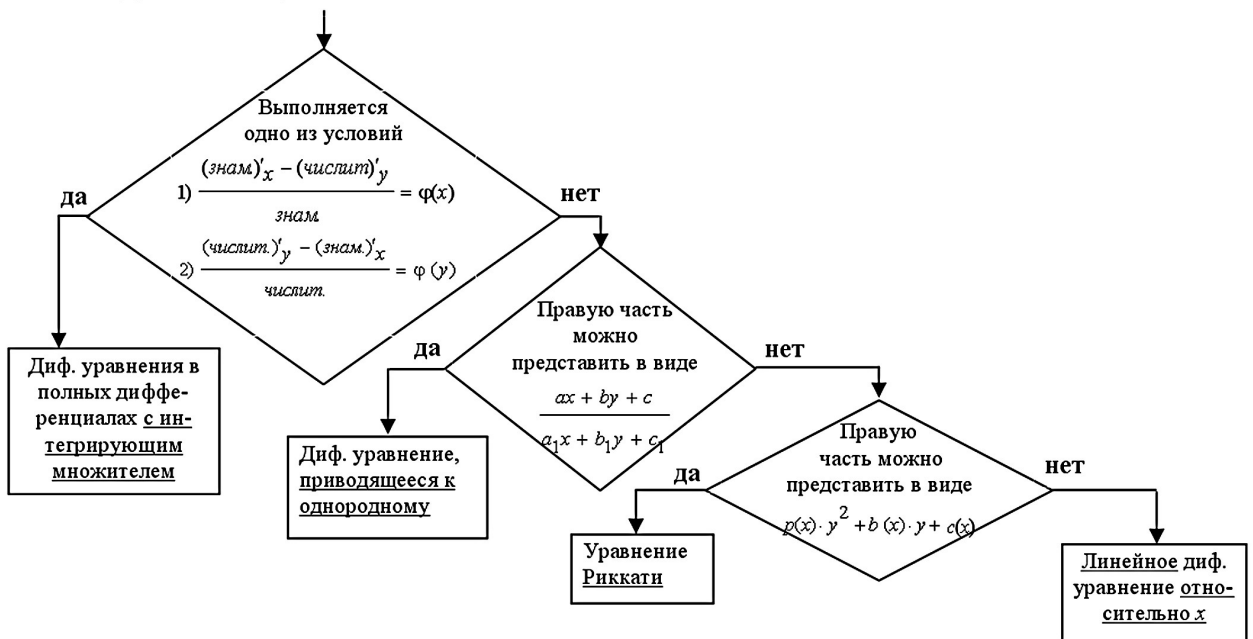 Выполняется
одно из условий
1) (знам.)'x − (числит)'y / знам. = φ(x)
2) (числит.)'y − (знам.)'x / числит. = φ (y)
да
нет
Диф. уравнения в
полных диффе-
ренциалах с ин-
тегрирующим
множителем
Правую часть
можно
представить в виде
ax + by + c / a₁x + b₁y + c₁
да
нет
Диф. уравнение,
приводящееся к
однородному
Правую
часть можно
представить в виде
p(x)· y² + b (x)· y + c(x)
да
нет
Уравнение
Риккати
Линейное диф.
уравнение отно-
сительно x